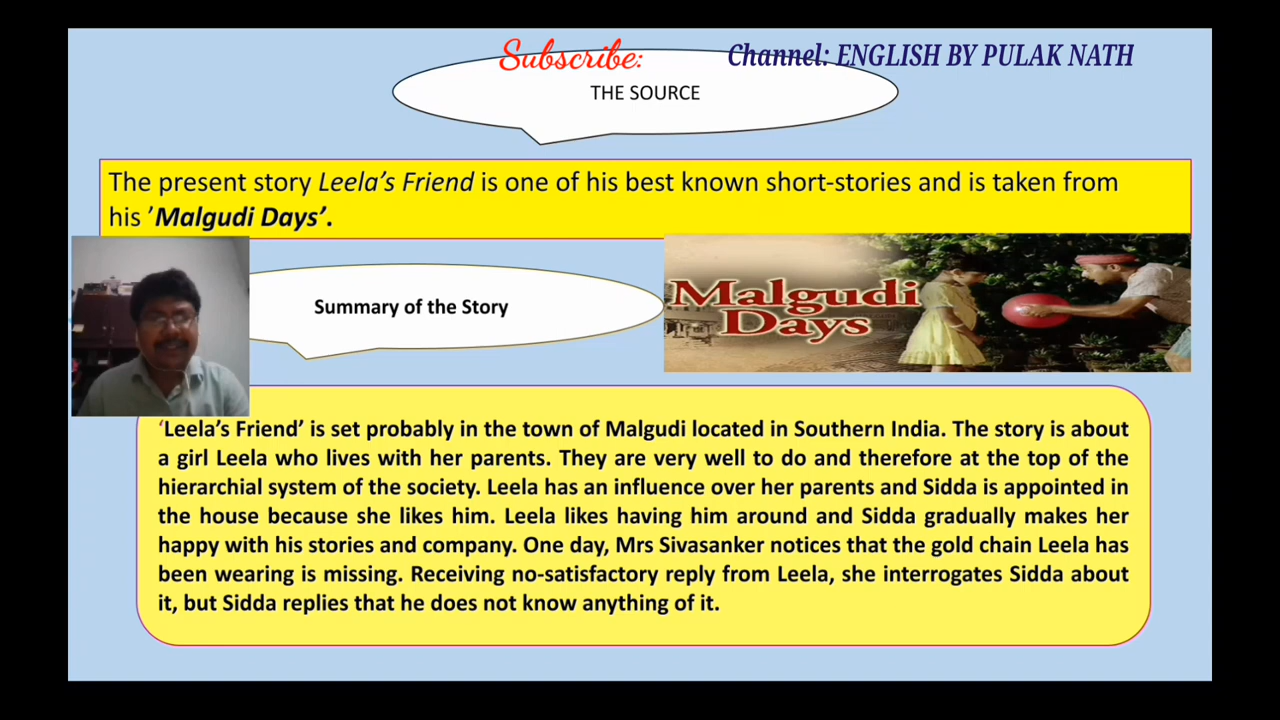 Subscribe: Channel: ENGLISH BY PULAK NATH
THE SOURCE
The present story Leela’s Friend is one of his best known short-stories and is taken from
his ’Malgudi Days’.
Summary of the Story
Malgudi
Days
‘Leela’s Friend’ is set probably in the town of Malgudi located in Southern India. The story is about
a girl Leela who lives with her parents. They are very well to do and therefore at the top of the
hierarchial system of the society. Leela has an influence over her parents and Sidda is appointed in
the house because she likes him. Leela likes having him around and Sidda gradually makes her
happy with his stories and company. One day, Mrs Sivasanker notices that the gold chain Leela has
been wearing is missing. Receiving no-satisfactory reply from Leela, she interrogates Sidda about
it, but Sidda replies that he does not know anything of it.